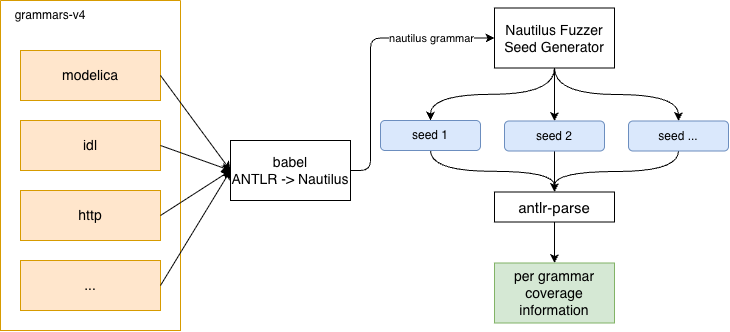 grammars-v4
modelica
idl
http
...
babel
ANTLR -> Nautilus
nautilus grammar
Nautilus Fuzzer
Seed Generator
seed 1
seed 2
seed ...
antlr-parse
per grammar
coverage
information